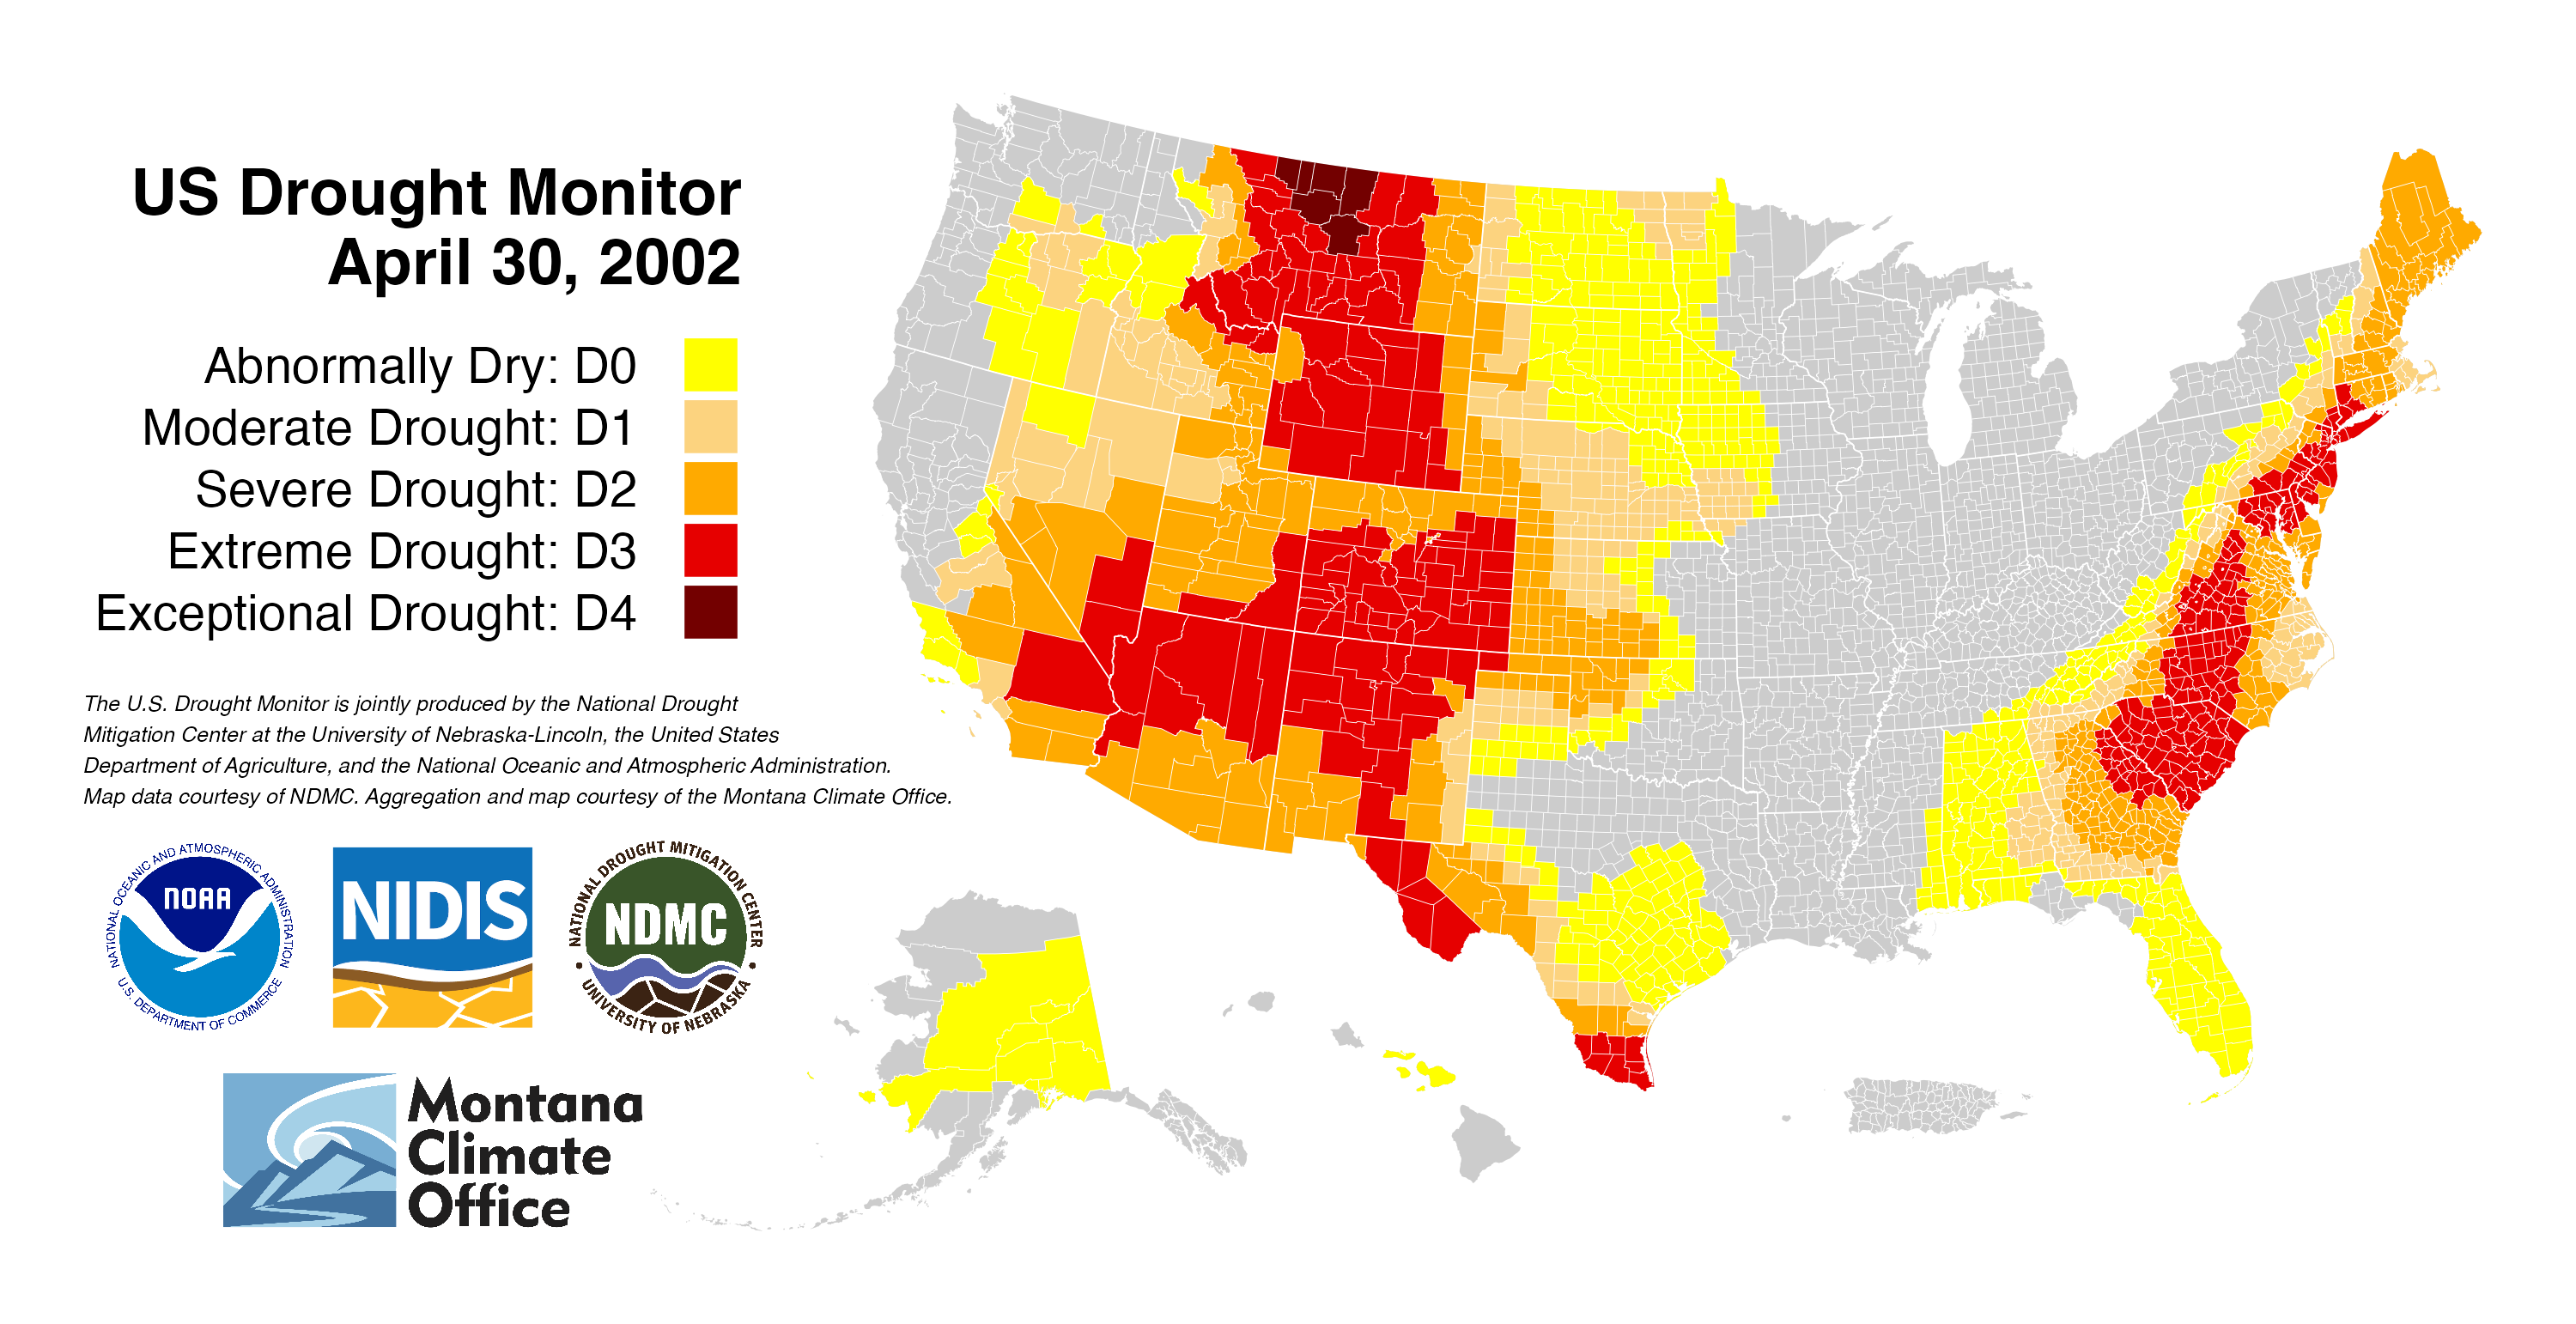 US Drought Monitor
April 30, 2002
Abnormally Dry: D0
Moderate Drought: D1
Severe Drought: D2
Extreme Drought: D3
Exceptional Drought: D4
The U.S. Drought Monitor is jointly produced by the National Drought
Mitigation Center at the University of Nebraska-Lincoln, the United States
Department of Agriculture, and the National Oceanic and Atmospheric Administration.
Map data courtesy of NDMC. Aggregation and map courtesy of the Montana Climate Office.
NATIONAL OCEANIC AND ATMOSPHERIC ADMINISTRATION
NOAA
U.S. DEPARTMENT OF COMMERCE
NIDIS
NATIONAL DROUGHT MITIGATION CENTER
NDMC
UNIVERSITY OF NEBRASKA
Montana
Climate
Office